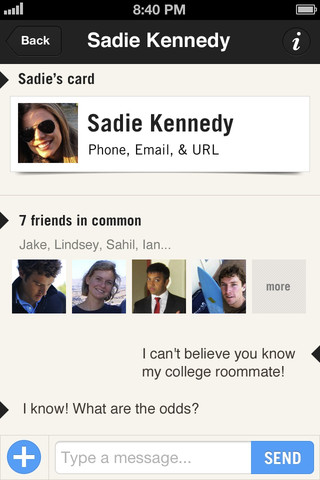 8:40 PM
Back
Sadie Kennedy
i
Sadie's card
Sadie Kennedy
Phone, Email, & URL
7 friends in common
Jake, Lindsey, Sahil, Ian...
more
I can't believe you know
my college roommate!
I know! What are the odds?
Type a message...
SEND